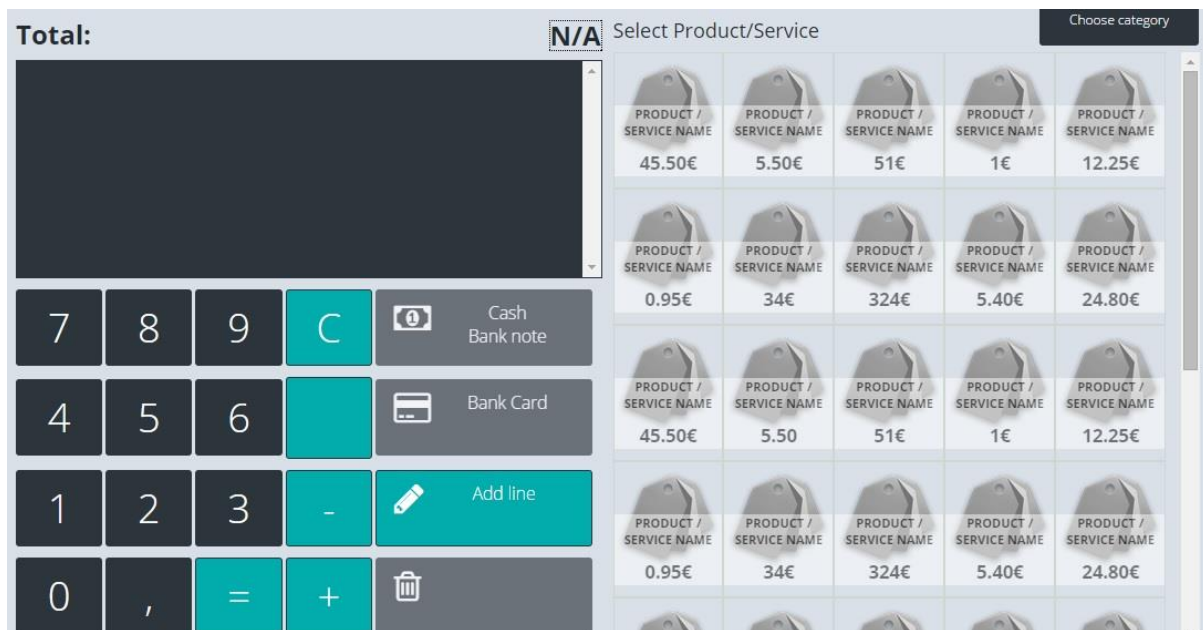 Total: N/A
Select Product/Service
Choose category
PRODUCT / PRODUCT / PRODUCT / PRODUCT / PRODUCT /
SERVICE NAME SERVICE NAME SERVICE NAME SERVICE NAME SERVICE NAME
45.50€ 5.50€ 51€ 1€ 12.25€
PRODUCT / PRODUCT / PRODUCT / PRODUCT / PRODUCT /
SERVICE NAME SERVICE NAME SERVICE NAME SERVICE NAME SERVICE NAME
0.95€ 34€ 324€ 5.40€ 24.80€
PRODUCT / PRODUCT / PRODUCT / PRODUCT / PRODUCT /
SERVICE NAME SERVICE NAME SERVICE NAME SERVICE NAME SERVICE NAME
45.50€ 5.50 51€ 1€ 12.25€
PRODUCT / PRODUCT / PRODUCT / PRODUCT / PRODUCT /
SERVICE NAME SERVICE NAME SERVICE NAME SERVICE NAME SERVICE NAME
0.95€ 34€ 324€ 5.40€ 24.80€
7 8 9 C
Cash
Bank note
4 5 6
Bank Card
1 2 3 -
Add line
0 , = +